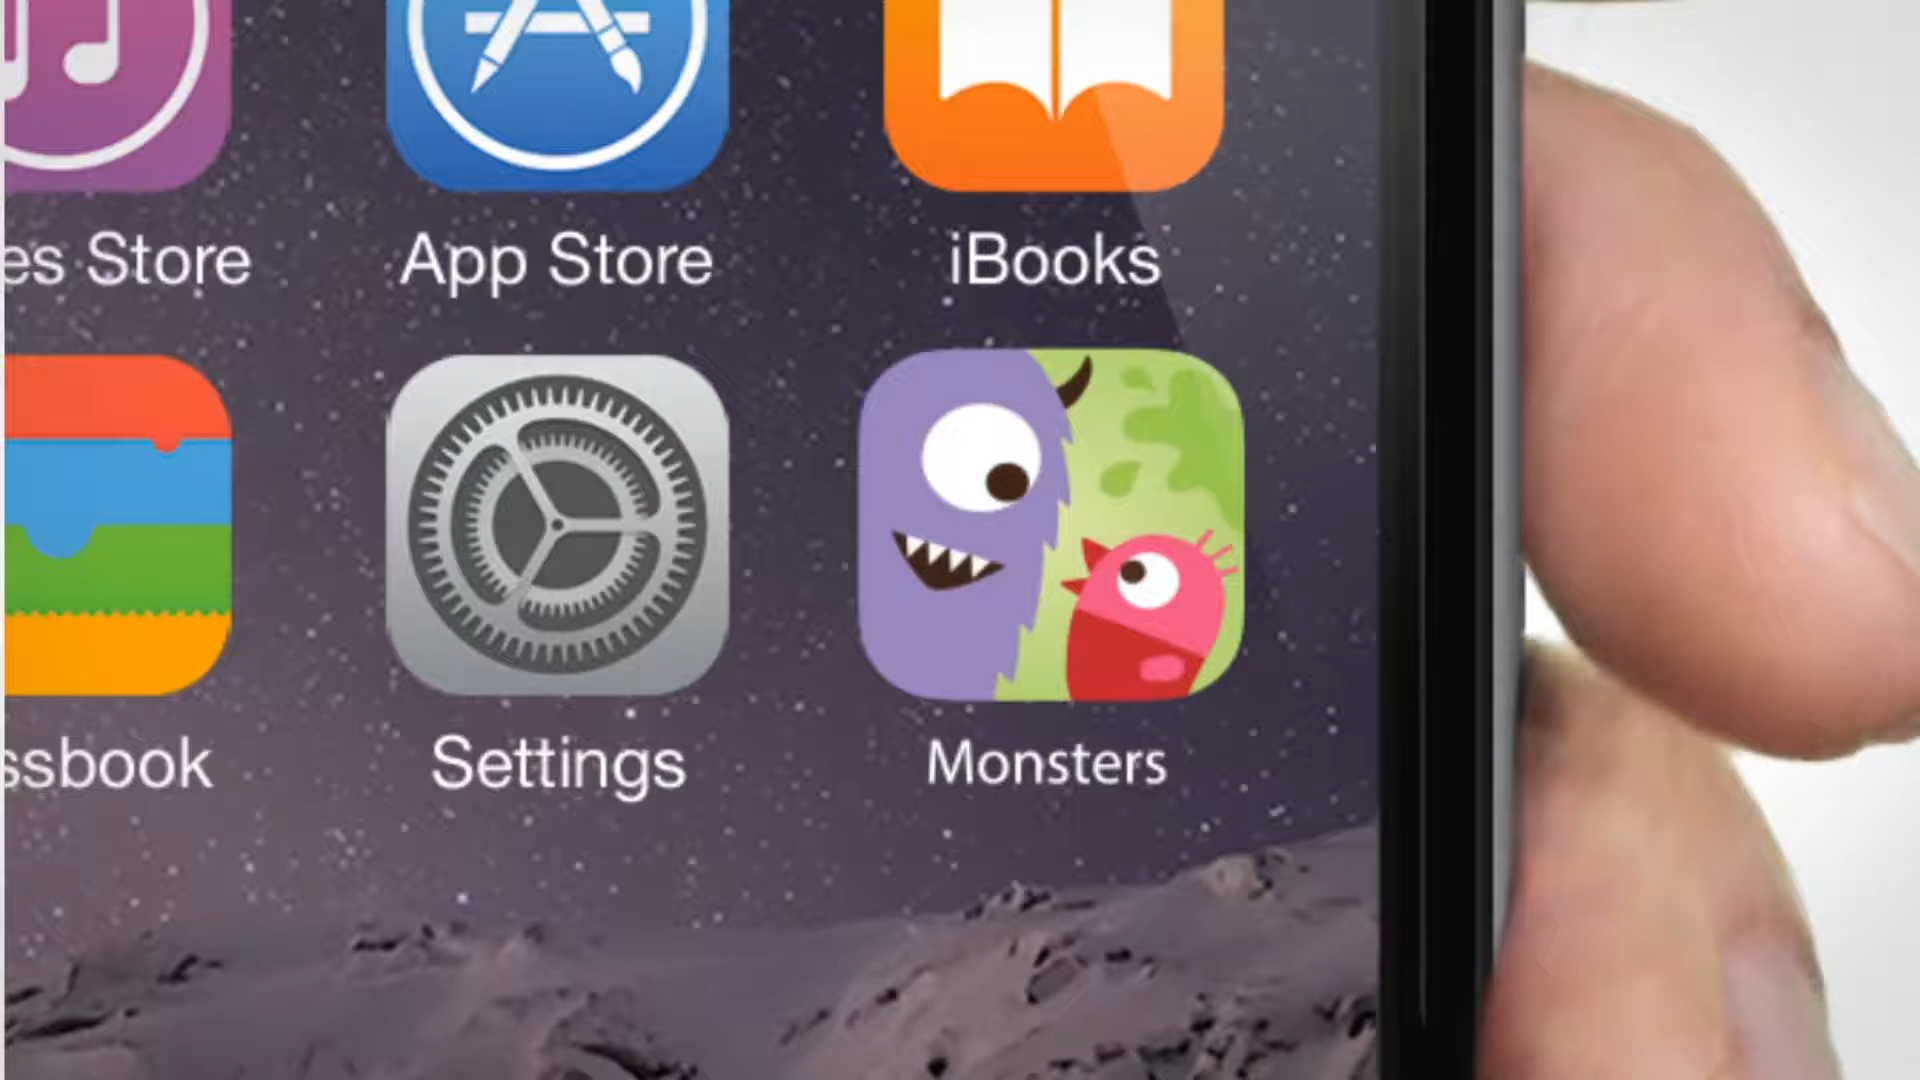 es Store
App Store
iBooks
ssbook
Settings
Monsters